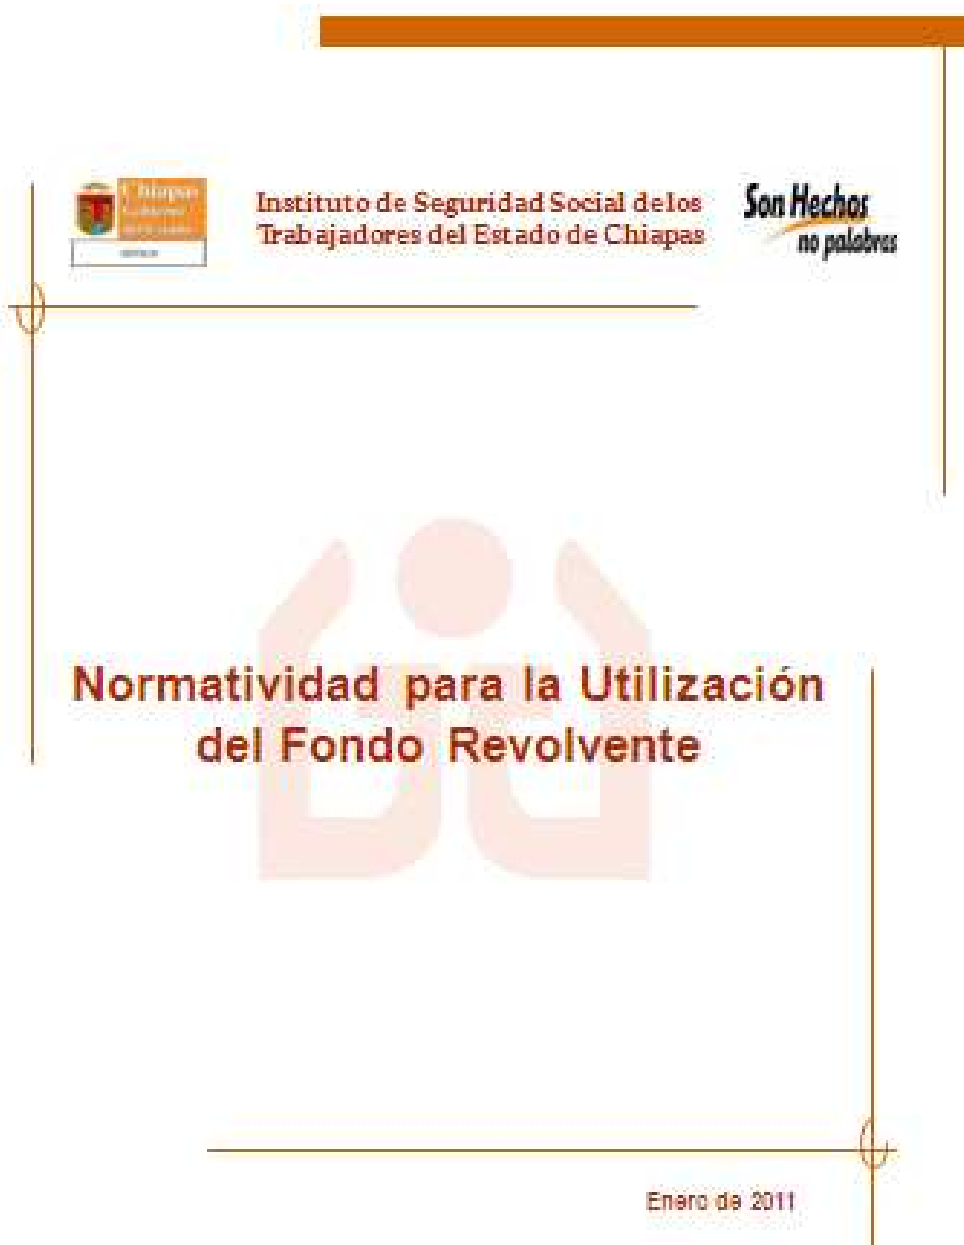 Chiapas
Instituto de Seguridad Social de los
Trabajadores del Estado de Chiapas
Son Hechos
no palabras
Normatividad para la Utilización
del Fondo Revolvente
Enero de 2011